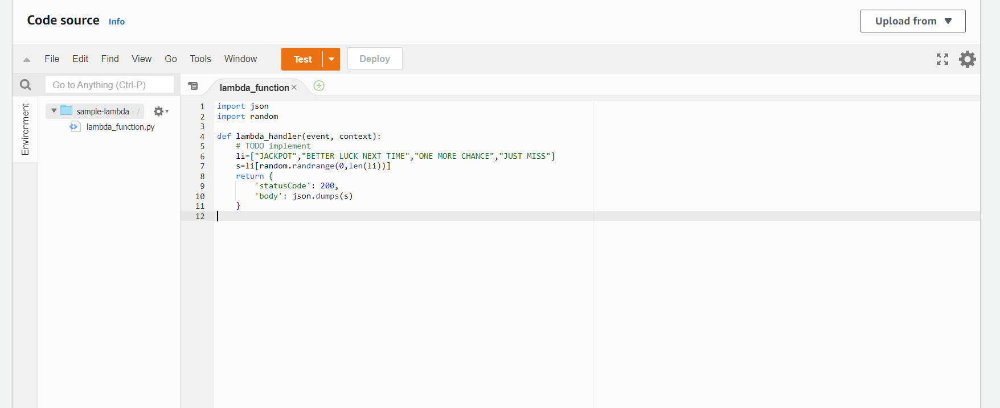 Code source Info
Upload from
File Edit Find View Go Tools Window Test Deploy
Go to Anything (Ctrl-P)
lambda_function
Environment
sample-lambda - /
lambda_function.py
1 import json
2 import random
3
4 def lambda_handler(event, context):
5     # TODO implement
6     li=["JACKPOT","BETTER LUCK NEXT TIME","ONE MORE CHANCE","JUST MISS"]
7     s=li[random.randrange(0,len(li))]
8     return {
9         'statusCode': 200,
10         'body': json.dumps(s)
11     }
12